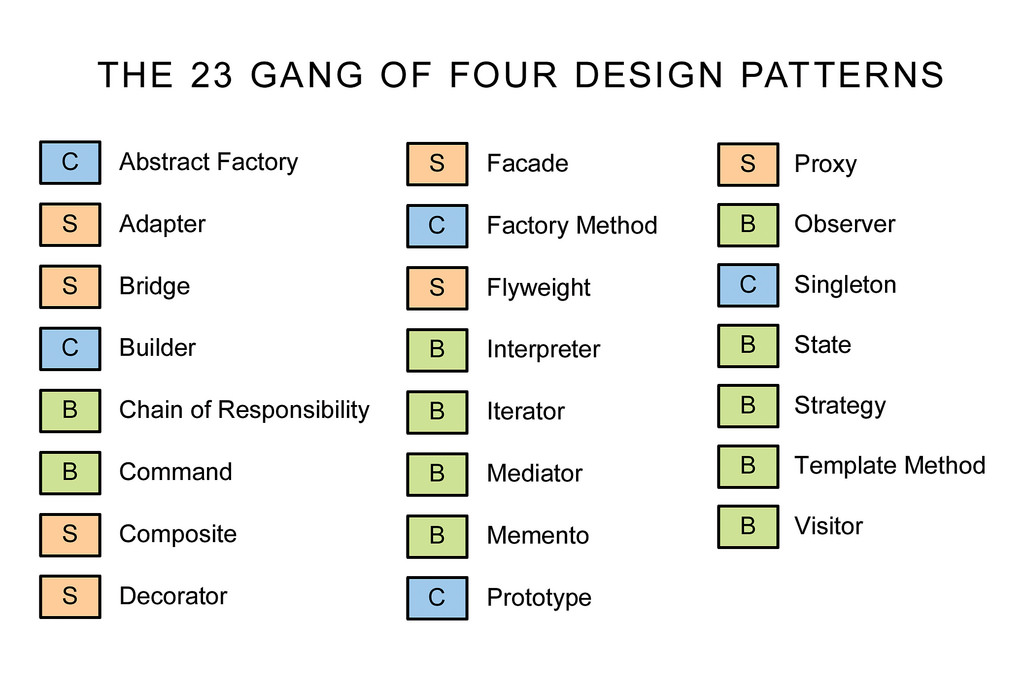 THE 23 GANG OF FOUR DESIGN PATTERNS
C Abstract Factory
S Adapter
S Bridge
C Builder
B Chain of Responsibility
B Command
S Composite
S Decorator
S Facade
C Factory Method
S Flyweight
B Interpreter
B Iterator
B Mediator
B Memento
C Prototype
S Proxy
B Observer
C Singleton
B State
B Strategy
B Template Method
B Visitor